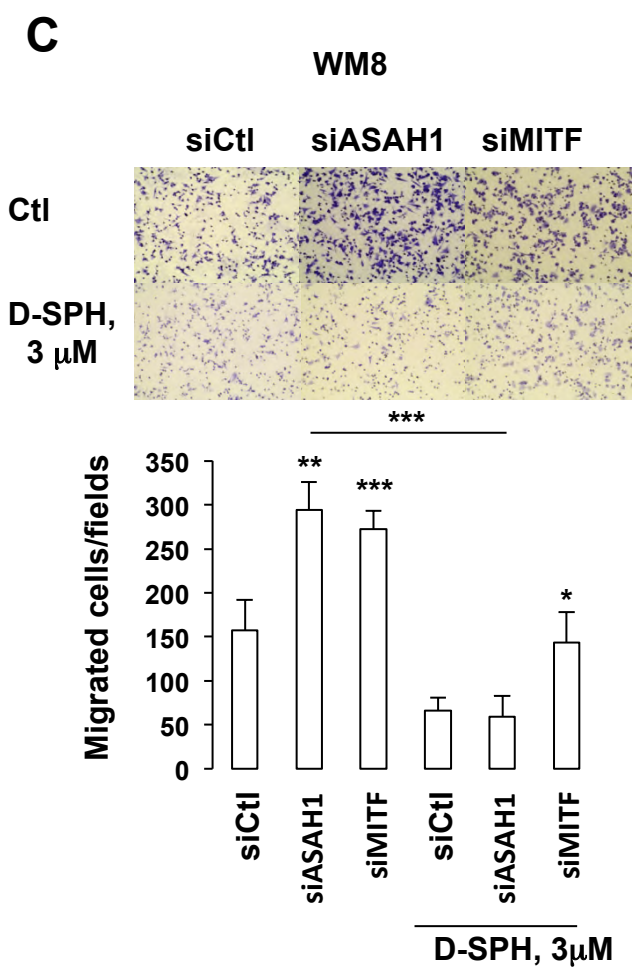 C
WM8
siCtl siASAH1 siMITF
Ctl
D-SPH,
3 μM
***
Migrated cells/fields
350
300
250
200
150
100
50
0
** *** *
siCtl siASAH1 siMITF siCtl siASAH1 siMITF
D-SPH, 3μM